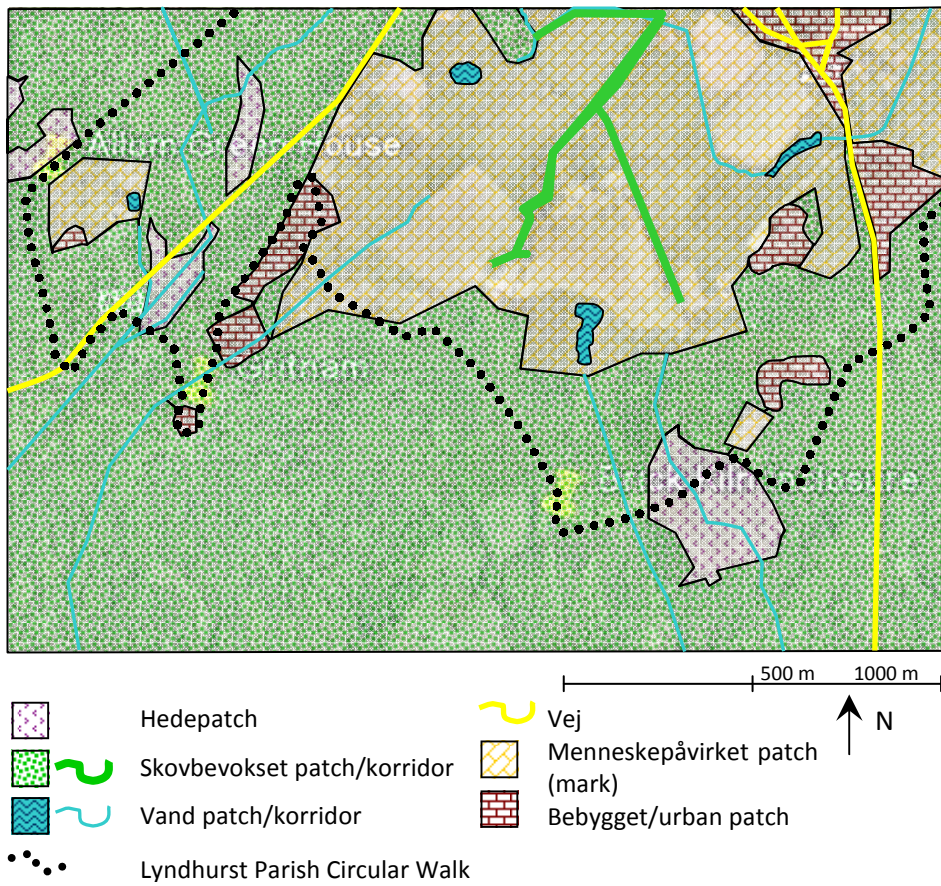 500 m 1000 m
N
Hedepatch
Vej
Skovbevokset patch/korridor
Menneskepåvirket patch
(mark)
Vand patch/korridor
Bebygget/urban patch
Lyndhurst Parish Circular Walk